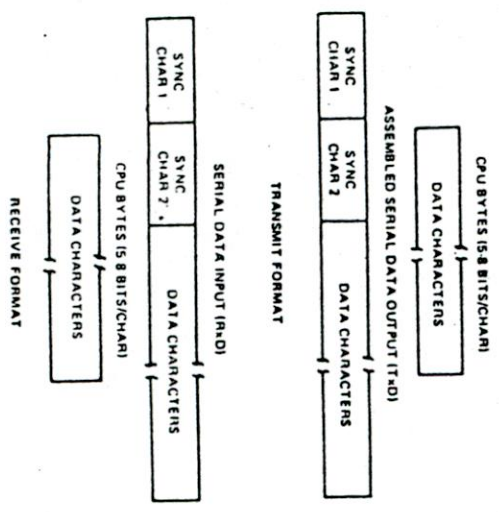 CPU BYTES (5-8 BITS/CHAR)
DATA CHARACTERS
ASSEMBLED SERIAL DATA OUTPUT (TxD)
SYNC
CHAR 1
SYNC
CHAR 2
DATA CHARACTERS
TRANSMIT FORMAT
SERIAL DATA INPUT (RxD)
SYNC
CHAR 1
SYNC
CHAR 2
DATA CHARACTERS
CPU BYTES (5-8 BITS/CHAR)
DATA CHARACTERS
RECEIVE FORMAT